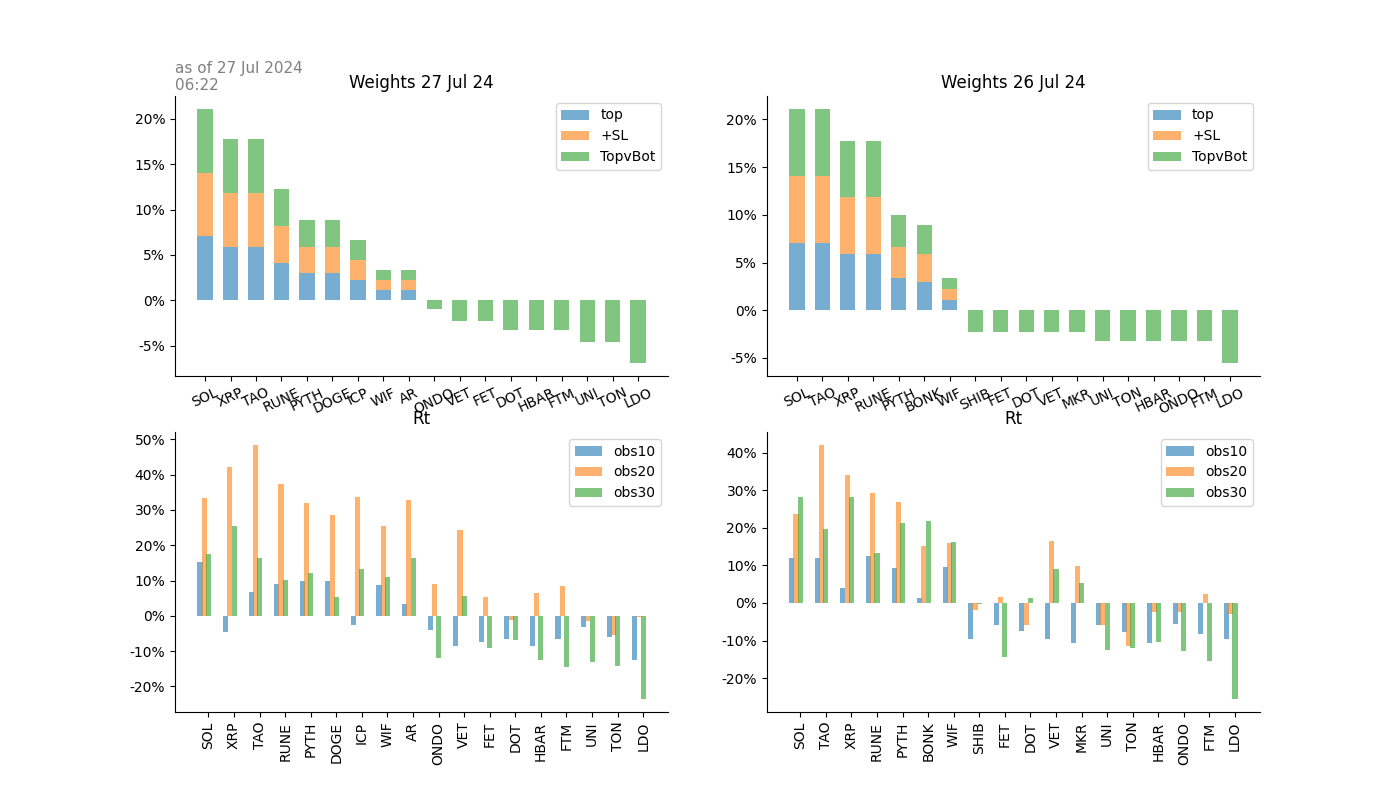 as of 27 Jul 2024
06:22
Weights 27 Jul 24
20%
15%
10%
5%
0%
-5%
top
+SL
TopvBot
SOL XRP TAO RUNE PYTH DOGE ICP WIF AR ONDO VET FET DOT HBAR FTM UNI TON LDO
Weights 26 Jul 24
20%
15%
10%
5%
0%
-5%
top
+SL
TopvBot
SOL TAO XRP RUNE PYTH BONK WIF SHIB FET DOT VET MKR UNI TON HBAR ONDO FTM LDO
Rt
50%
40%
30%
20%
10%
0%
-10%
-20%
obs10
obs20
obs30
SOL XRP TAO RUNE PYTH DOGE ICP WIF AR ONDO VET FET DOT HBAR FTM UNI TON LDO
Rt
40%
30%
20%
10%
0%
-10%
-20%
obs10
obs20
obs30
SOL TAO XRP RUNE PYTH BONK WIF SHIB FET DOT VET MKR UNI TON HBAR ONDO FTM LDO